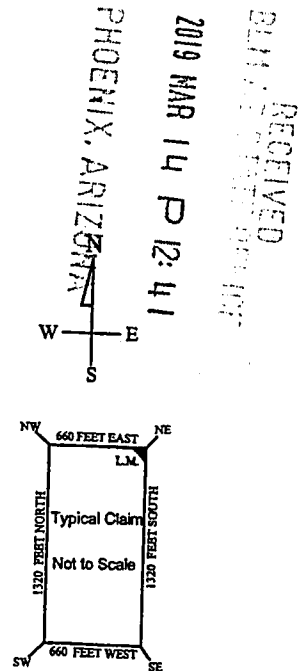 RECEIVED
2019 MAR 14 P 12:41
PHOENIX, ARIZONA
N
W E
S
NW NE
660 FEET EAST
L.M.
1320 FEET NORTH
Typical Claim
Not to Scale
1320 FEET SOUTH
660 FEET WEST
SW SE